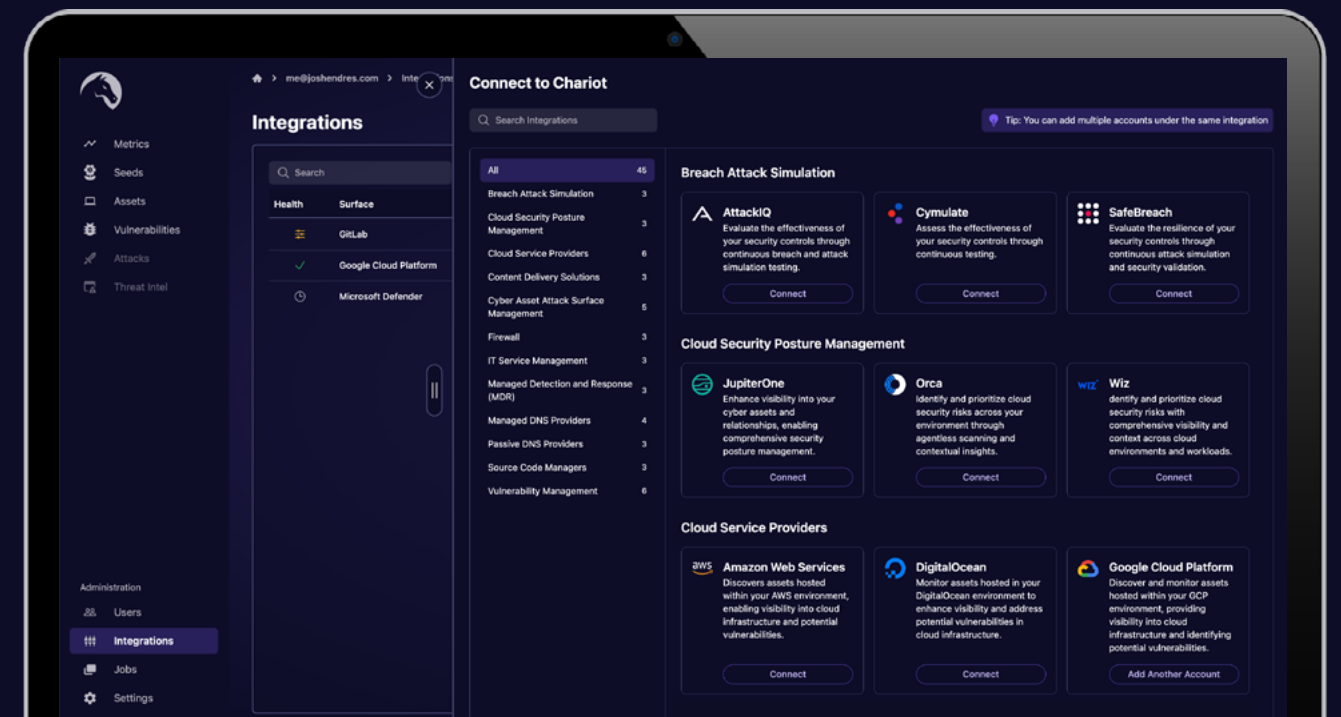 me@joshendres.com
Integrations
Metrics
Seeds
Assets
Vulnerabilities
Attacks
Threat Intel
Administration
Users
Integrations
Jobs
Settings
Search
Health Surface
GitLab
Google Cloud Platform
Microsoft Defender
Connect to Chariot
Search Integrations
Tip: You can add multiple accounts under the same integration
All 45
Breach Attack Simulation 3
Cloud Security Posture
Management 3
Cloud Service Providers 6
Content Delivery Solutions 3
Cyber Asset Attack Surface
Management 5
Firewall 3
IT Service Management 3
Managed Detection and Response
(MDR) 3
Managed DNS Providers 4
Passive DNS Providers 3
Source Code Managers 3
Vulnerability Management 6
Breach Attack Simulation
AttackIQ
Evaluate the effectiveness of
your security controls through
continuous breach and attack
simulation testing.
Connect
Cymulate
Assess the effectiveness of
your security controls through
continuous testing.
Connect
SafeBreach
Evaluate the resilience of your
security controls through
continuous attack simulation
and security validation.
Connect
Cloud Security Posture Management
JupiterOne
Enhance visibility into your
cyber assets and
relationships, enabling
comprehensive security
posture management.
Connect
Orca
Identify and prioritize cloud
security risks across your
environment through
agentless scanning and
contextual insights.
Connect
WIZ
Wiz
dentify and prioritize cloud
security risks with
comprehensive visibility and
context across cloud
environments and workloads.
Connect
Cloud Service Providers
aws
Amazon Web Services
Discovers assets hosted
within your AWS environment,
enabling visibility into cloud
infrastructure and potential
vulnerabilities.
Connect
DigitalOcean
Monitor assets hosted in your
DigitalOcean environment to
enhance visibility and address
potential vulnerabilities in
cloud infrastructure.
Connect
Google Cloud Platform
Discover and monitor assets
hosted within your GCP
environment, providing
visibility into cloud
infrastructure and identifying
potential vulnerabilities.
Add Another Account